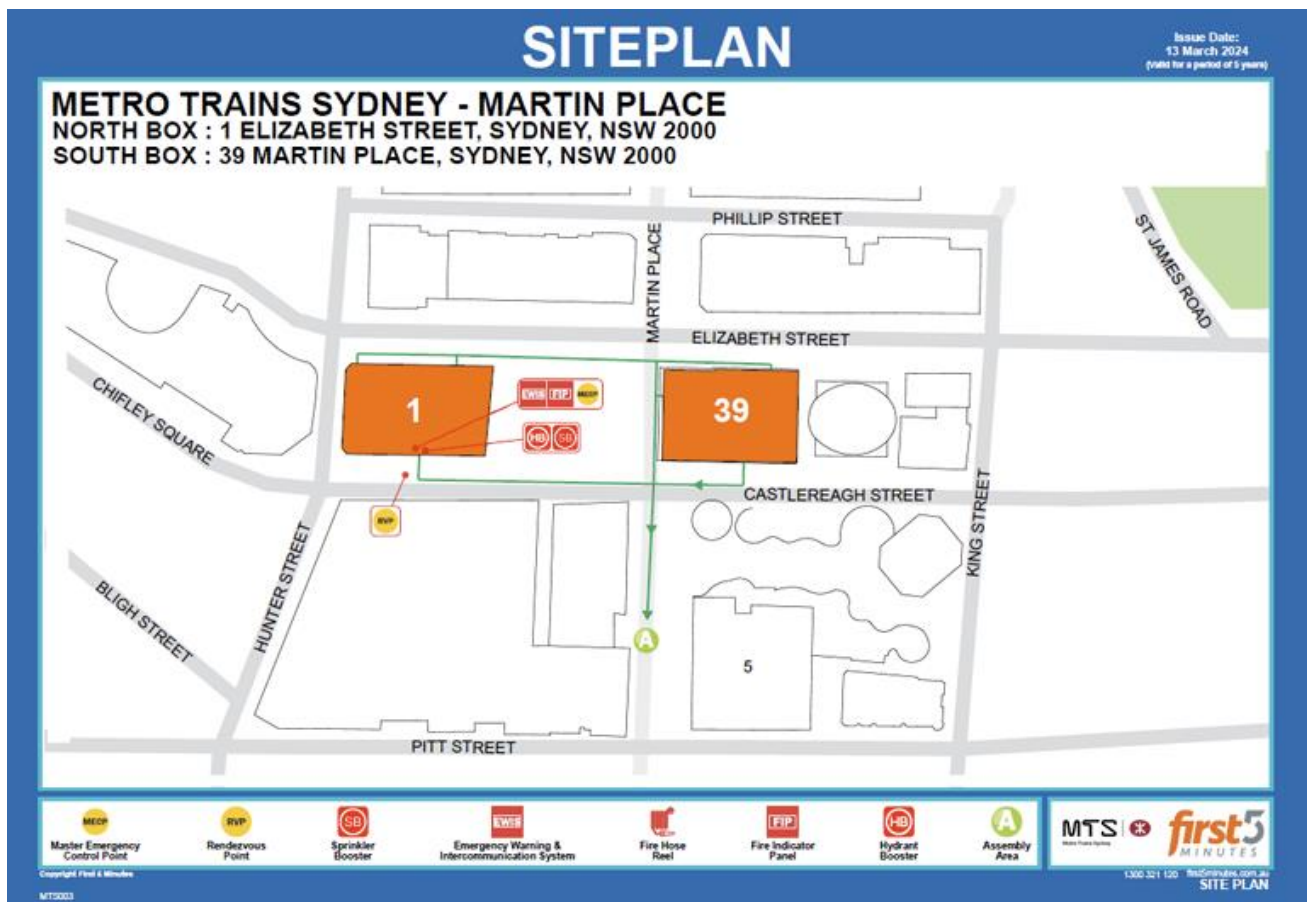 SITEPLAN
Issue Date:
13 March 2024
(Valid for a period of 5 years)
METRO TRAINS SYDNEY - MARTIN PLACE
NORTH BOX : 1 ELIZABETH STREET, SYDNEY, NSW 2000
SOUTH BOX : 39 MARTIN PLACE, SYDNEY, NSW 2000
PHILLIP STREET
MARTIN PLACE
ST JAMES ROAD
ELIZABETH STREET
CHIFLEY SQUARE
1
EWIS FIP MECP
HB SB
39
RVP
CASTLEREAGH STREET
HUNTER STREET
KING STREET
BLIGH STREET
A
5
PITT STREET
MECP
Master Emergency
Control Point
RVP
Rendezvous
Point
SB
Sprinkler
Booster
EWIS
Emergency Warning &
Intercommunication System
Fire Hose
Reel
FIP
Fire Indicator
Panel
HB
Hydrant
Booster
A
Assembly
Area
MTS
Metro Trains Sydney
first5
MINUTES
Copyright First 5 Minutes
1300 321 120 first5minutes.com.au
SITE PLAN
MTS003